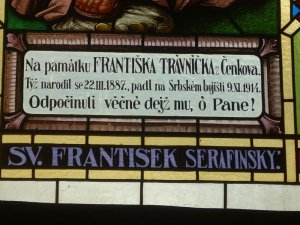 Na památku FRANTIŠKA TRÁVNÍČKA z Čenkova.
Týž narodil se 22.III.1887, padl na Srbském bojišti 9.XI.1914.
Odpočinutí věčné dejž mu, ó Pane!
SV. FRANTIŠEK SERAFINSKÝ.